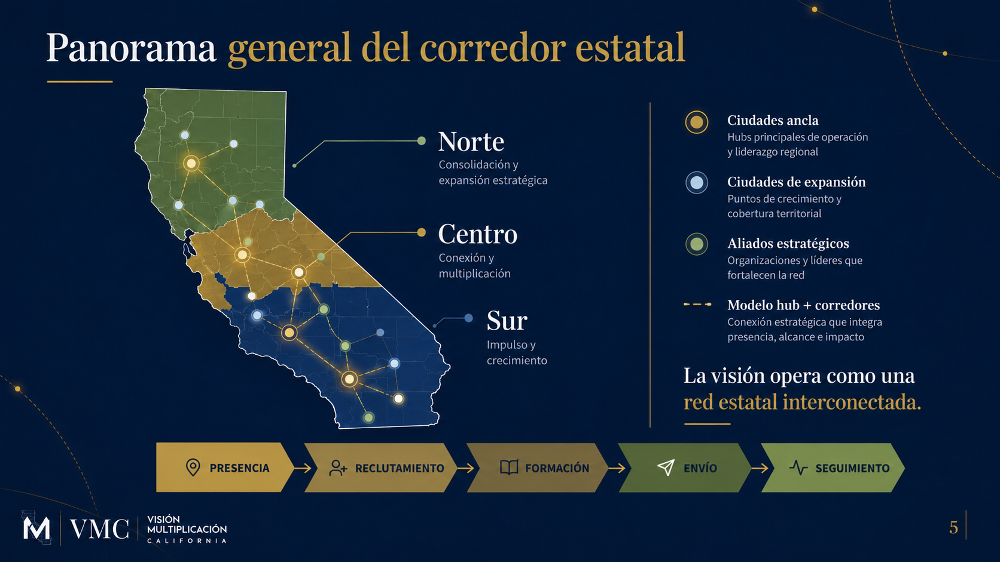 Panorama general del corredor estatal
Norte
Consolidación y
expansión estratégica
Centro
Conexión y
multiplicación
Sur
Impulso y
crecimiento
Ciudades ancla
Hubs principales de operación
y liderazgo regional
Ciudades de expansión
Puntos de crecimiento y
cobertura territorial
Aliados estratégicos
Organizaciones y líderes que
fortalecen la red
Modelo hub + corredores
Conexión estratégica que integra
presencia, alcance e impacto
La visión opera como una
red estatal interconectada.
PRESENCIA
RECLUTAMIENTO
FORMACIÓN
ENVÍO
SEGUIMIENTO
M
VMC
VISIÓN
MULTIPLICACIÓN
CALIFORNIA
5